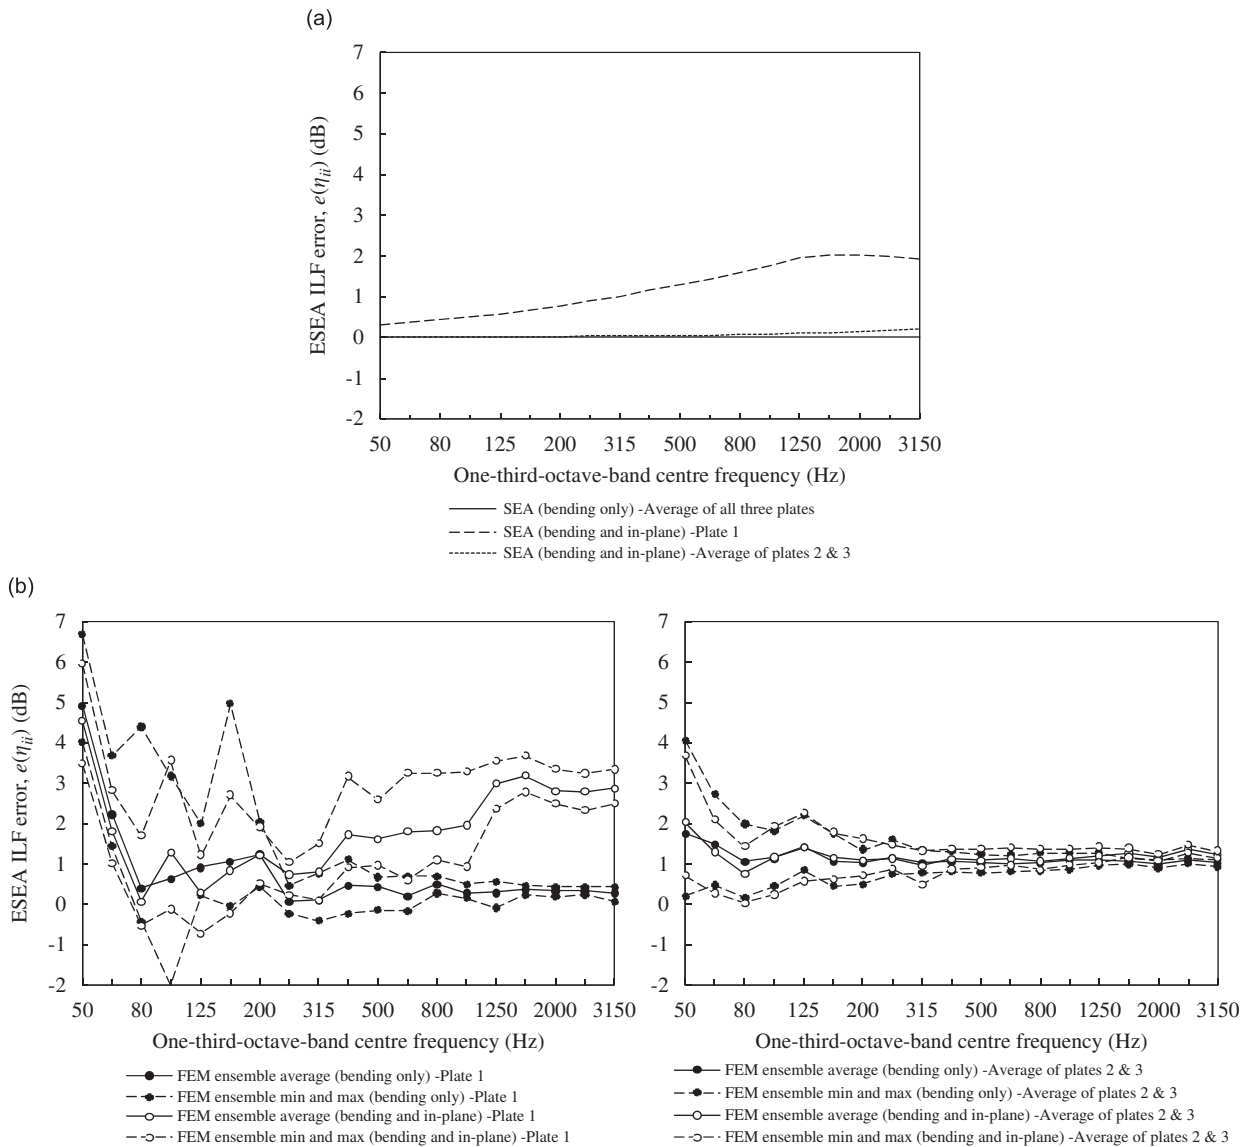 (a)
7
6
5
4
3
2
1
0
-1
-2
ESEA ILF error, e(ηii) (dB)
50 80 125 200 315 500 800 1250 2000 3150
One-third-octave-band centre frequency (Hz)
SEA (bending only) -Average of all three plates
SEA (bending and in-plane) -Plate 1
SEA (bending and in-plane) -Average of plates 2 & 3
(b)
7
6
5
4
3
2
1
0
-1
-2
ESEA ILF error, e(ηii) (dB)
50 80 125 200 315 500 800 1250 2000 3150
One-third-octave-band centre frequency (Hz)
FEM ensemble average (bending only) -Plate 1
FEM ensemble min and max (bending only) -Plate 1
FEM ensemble average (bending and in-plane) -Plate 1
FEM ensemble min and max (bending and in-plane) -Plate 1
7
6
5
4
3
2
1
0
-1
-2
50 80 125 200 315 500 800 1250 2000 3150
One-third-octave-band centre frequency (Hz)
FEM ensemble average (bending only) -Average of plates 2 & 3
FEM ensemble min and max (bending only) -Average of plates 2 & 3
FEM ensemble average (bending and in-plane) -Average of plates 2 & 3
FEM ensemble min and max (bending and in-plane) -Average of plates 2 & 3